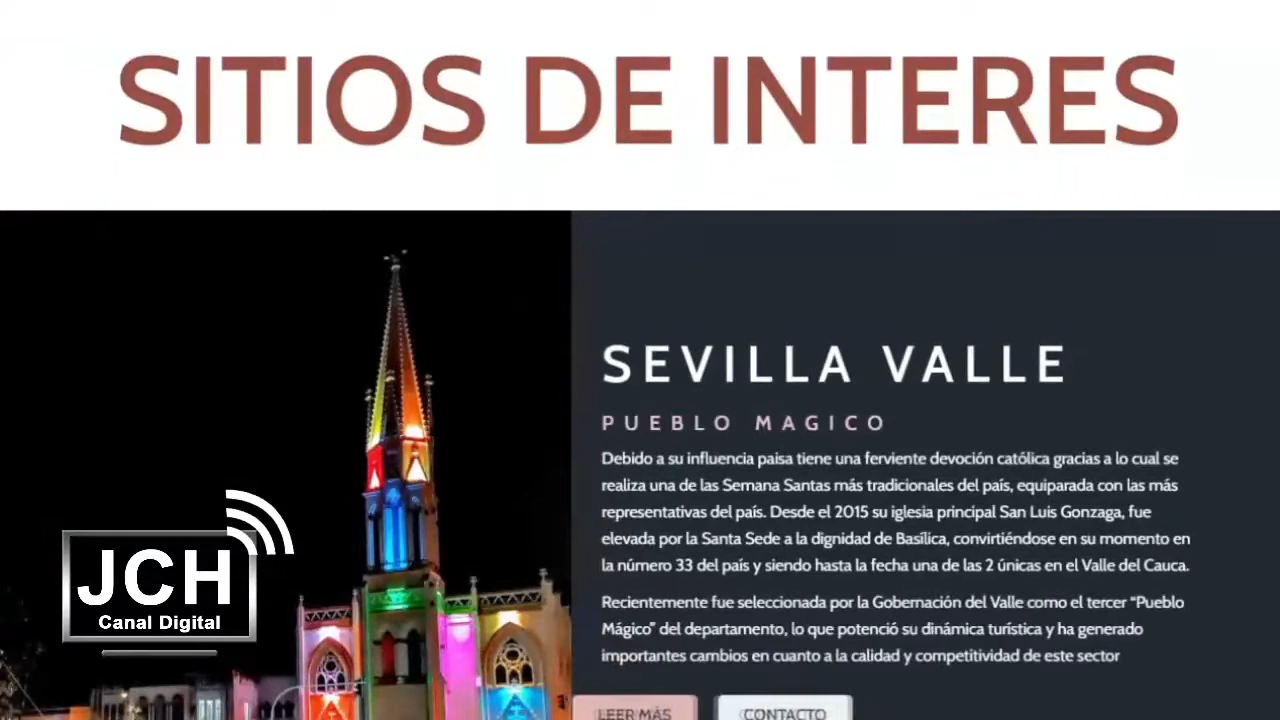 SITIOS DE INTERES
SEVILLA VALLE
PUEBLO MAGICO
Debido a su influencia paisa tiene una ferviente devoción católica gracias a lo cual se
realiza una de las Semana Santas más tradicionales del país, equiparada con las más
representativas del país. Desde el 2015 su iglesia principal San Luis Gonzaga, fue
elevada por la Santa Sede a la dignidad de Basílica, convirtiéndose en su momento en
la número 33 del país y siendo hasta la fecha una de las 2 únicas en el Valle del Cauca.
Recientemente fue seleccionada por la Gobernación del Valle como el tercer “Pueblo
Mágico” del departamento, lo que potenció su dinámica turística y ha generado
importantes cambios en cuanto a la calidad y competitividad de este sector
LEER MÁS
CONTACTO
JCH
Canal Digital